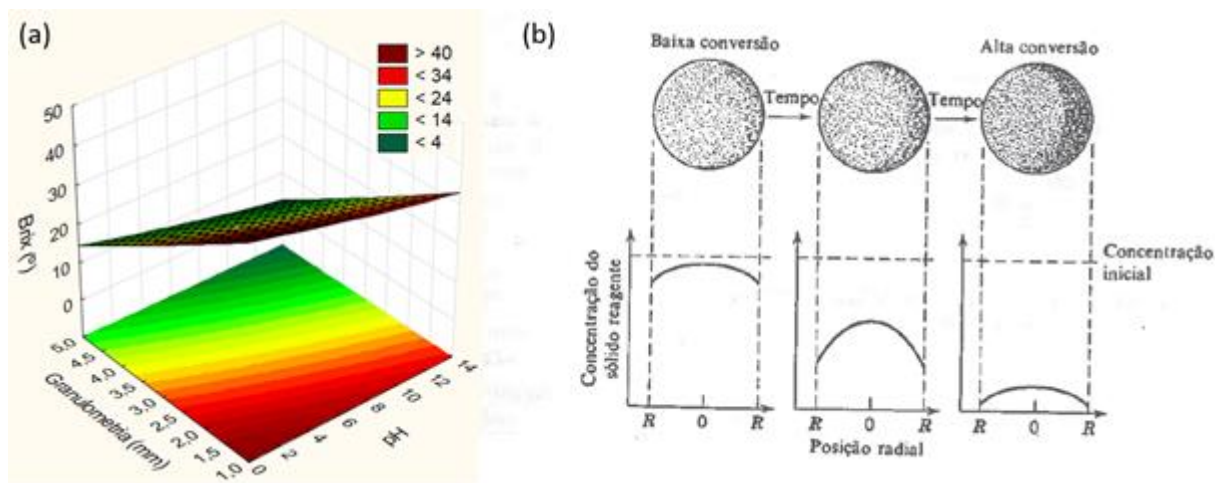 (a)
> 40
< 34
< 24
< 14
< 4
50
40
30
20
10
0
Brix (°)
5,0
4,5
4,0
3,5
3,0
2,5
2,0
1,5
1,0
Granulometria (mm)
0
2
4
6
8
10
12
14
pH
(b)
Baixa conversão
Alta conversão
Tempo
Tempo
Concentração do
sólido reagente
Concentração
inicial
R 0 R
R 0 R
R 0 R
Posição radial